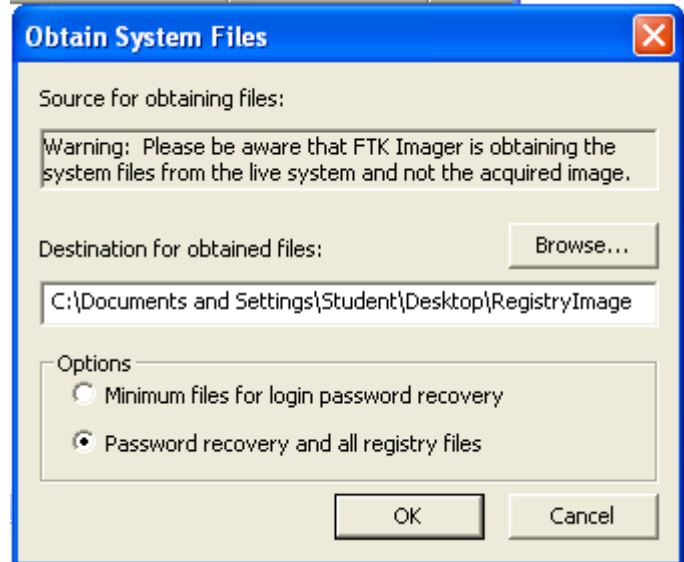 Obtain System Files
Source for obtaining files:
Warning:  Please be aware that FTK Imager is obtaining the
system files from the live system and not the acquired image.
Destination for obtained files:
Browse...
C:\Documents and Settings\Student\Desktop\RegistryImage
Options
Minimum files for login password recovery
Password recovery and all registry files
OK
Cancel